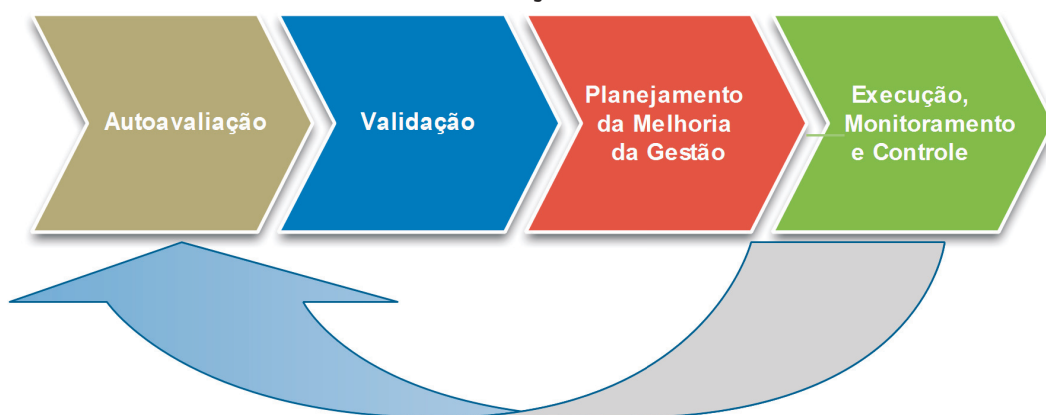 Autoavaliação
Validação
Planejamento
da Melhoria
da Gestão
Execução,
Monitoramento
e Controle